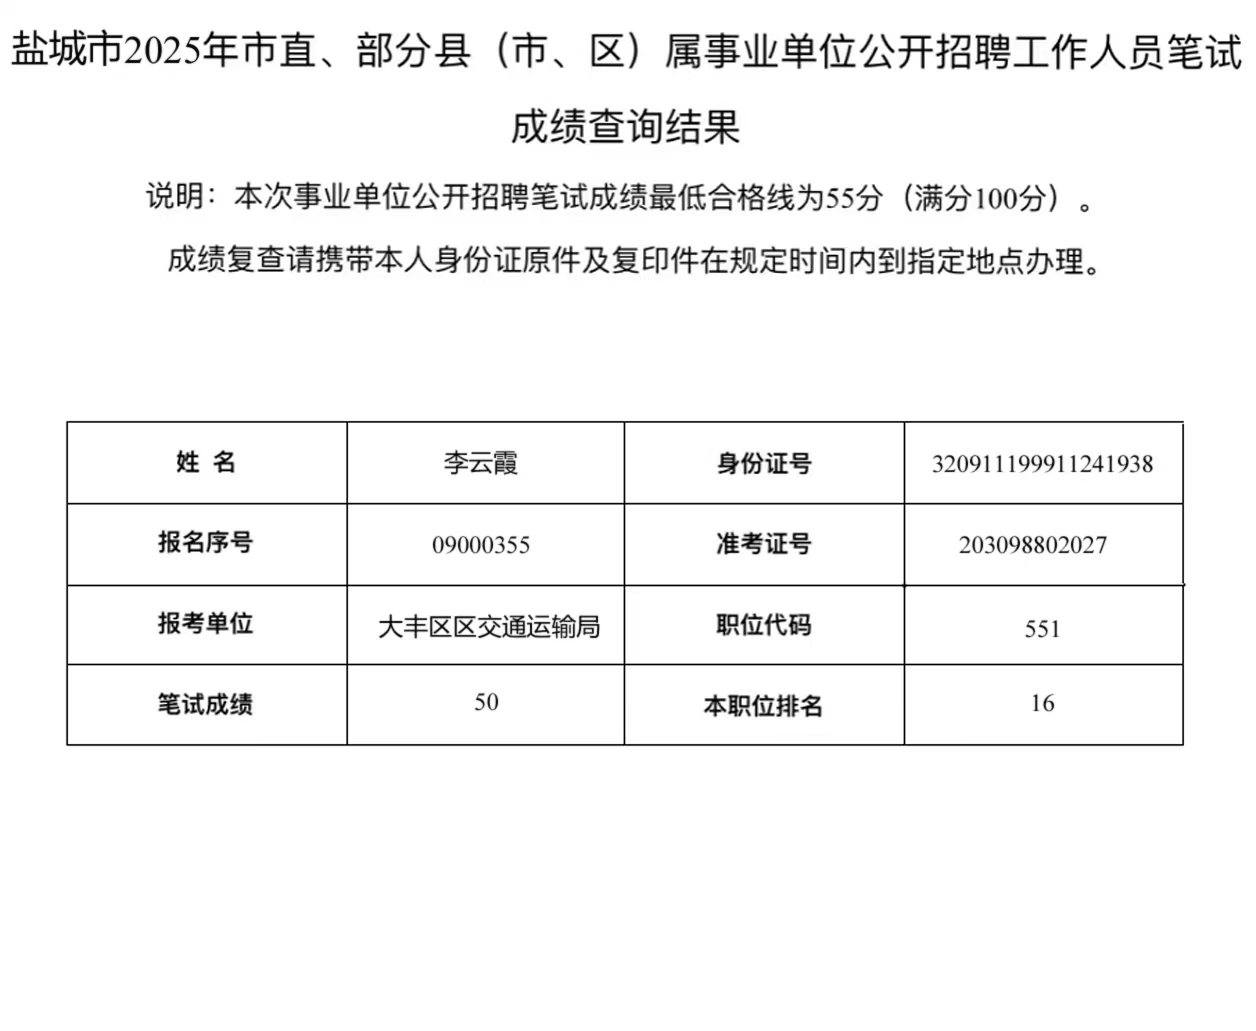 盐城市2025年市直、部分县（市、区）属事业单位公开招聘工作人员笔试
成绩查询结果
说明：本次事业单位公开招聘笔试成绩最低合格线为55分（满分100分）。
成绩复查请携带本人身份证原件及复印件在规定时间内到指定地点办理。
姓 名 李云霞 身份证号 320911199911241938
报名序号 09000355 准考证号 203098802027
报考单位 大丰区区交通运输局 职位代码 551
笔试成绩 50 本职位排名 16